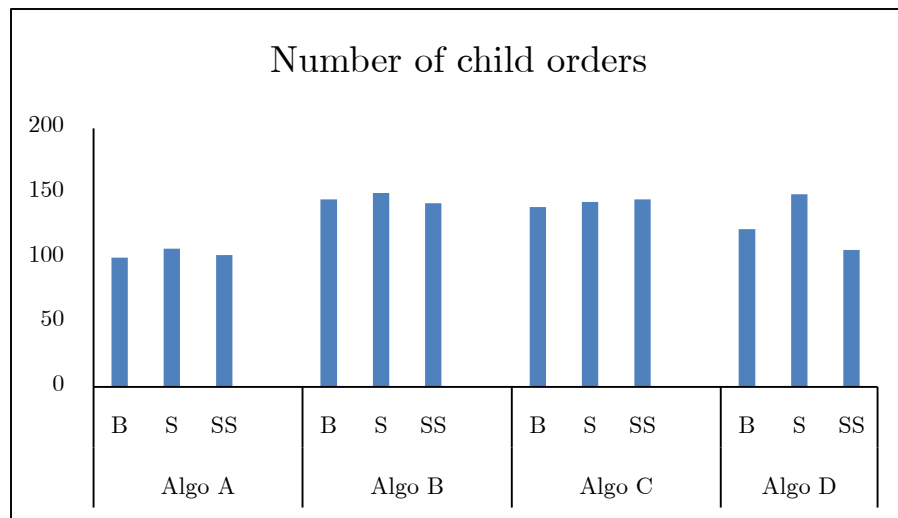 Number of child orders
200
150
100
50
0
B S SS B S SS B S SS B S SS
Algo A Algo B Algo C Algo D